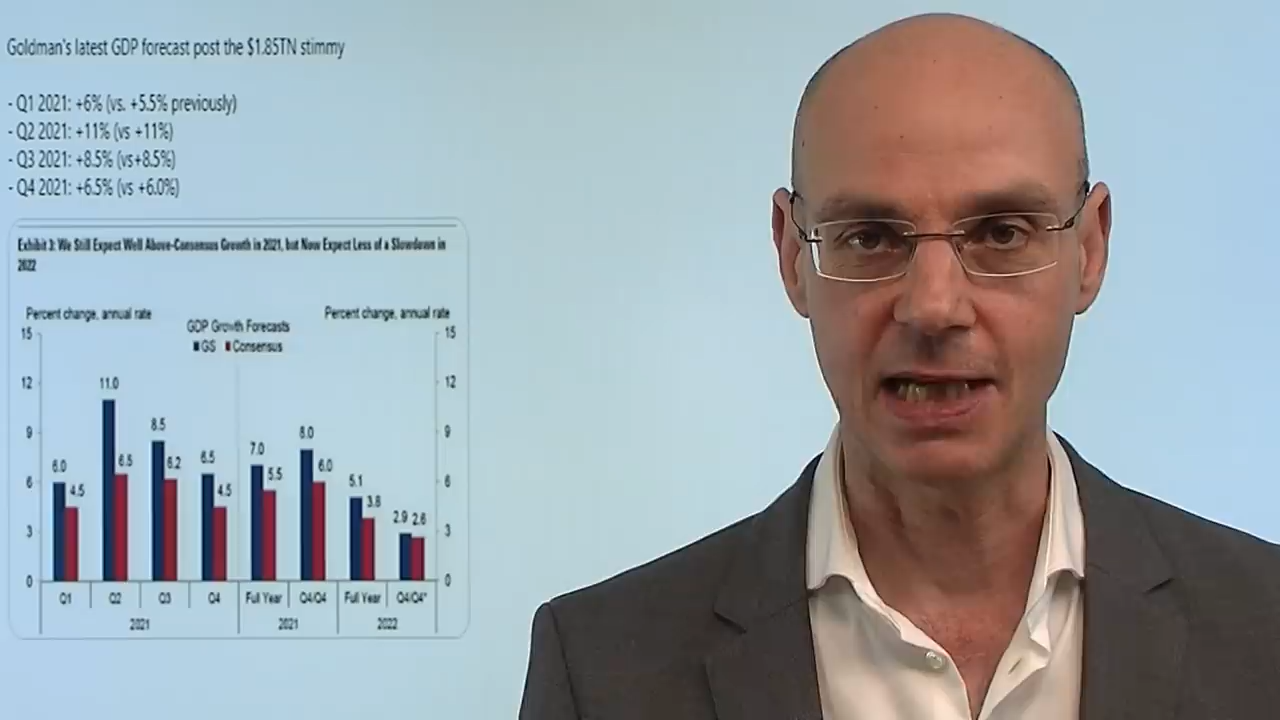 Goldman's latest GDP forecast post the $1.85TN stimmy
- Q1 2021: +6% (vs. +5.5% previously)
- Q2 2021: +11% (vs +11%)
- Q3 2021: +8.5% (vs+8.5%)
- Q4 2021: +6.5% (vs +6.0%)
Exhibit 3: We Still Expect Well Above-Consensus Growth in 2021, but Now Expect Less of a Slowdown in
2022
Percent change, annual rate
Percent change, annual rate
GDP Growth Forecasts
GS Consensus
15 15
12 12
9 9
6 6
3 3
0 0
6.0 4.5 11.0 6.5 8.5 6.2 6.5 4.5 7.0 5.5 8.0 6.0 5.1 3.8 2.9 2.6
Q1 Q2 Q3 Q4 Full Year Q4/Q4 Full Year Q4/Q4*
2021 2021 2022